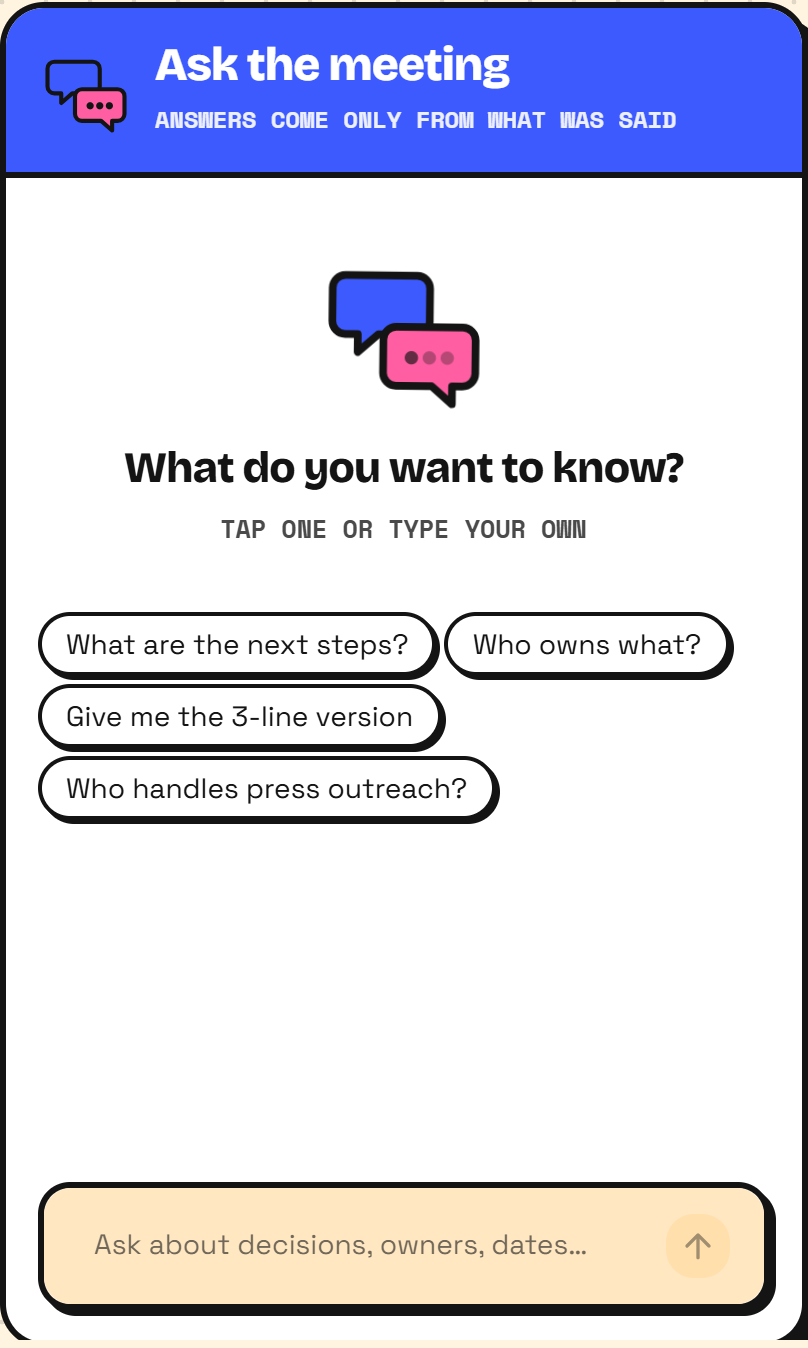 Ask the meeting
ANSWERS COME ONLY FROM WHAT WAS SAID
What do you want to know?
TAP ONE OR TYPE YOUR OWN
What are the next steps?
Who owns what?
Give me the 3-line version
Who handles press outreach?
Ask about decisions, owners, dates...